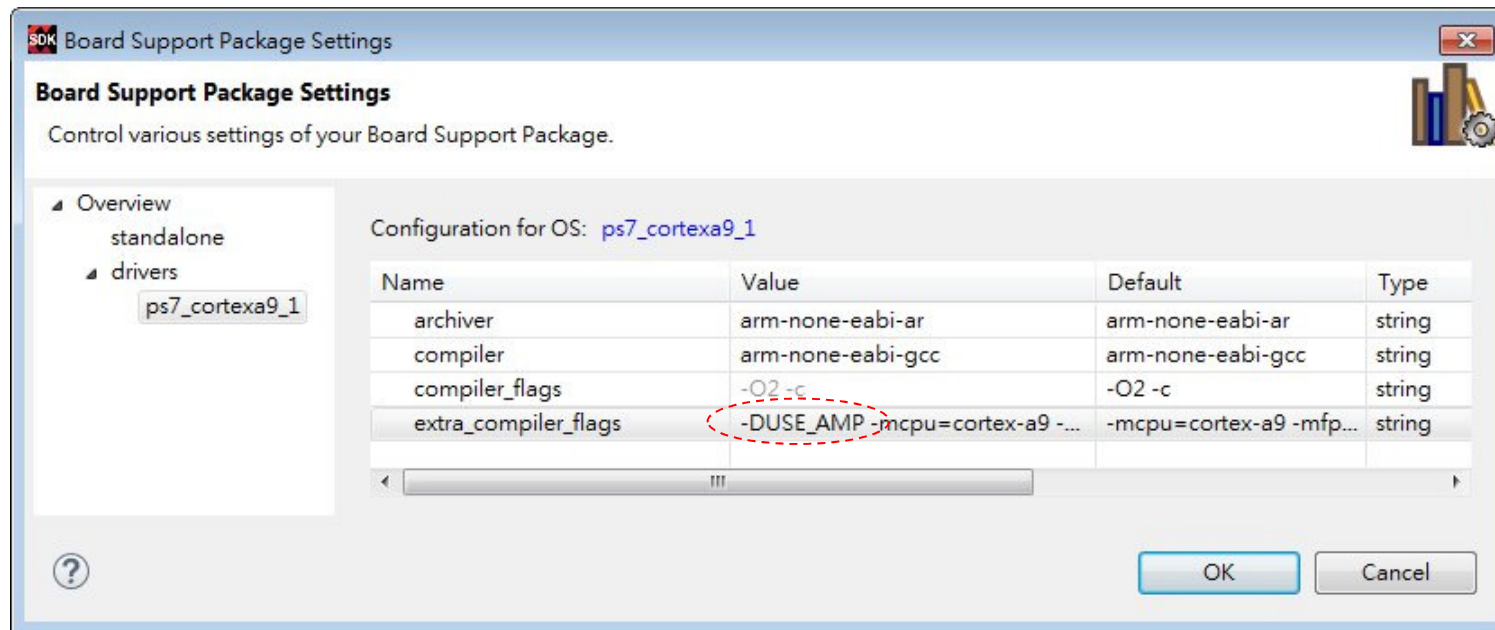 SDK Board Support Package Settings
Board Support Package Settings
Control various settings of your Board Support Package.
Overview
standalone
drivers
ps7_cortexa9_1
Configuration for OS: ps7_cortexa9_1
Name Value Default Type
archiver arm-none-eabi-ar arm-none-eabi-ar string
compiler arm-none-eabi-gcc arm-none-eabi-gcc string
compiler_flags -O2 -c -O2 -c string
extra_compiler_flags -DUSE_AMP -mcpu=cortex-a9 -... -mcpu=cortex-a9 -mfp... string
OK Cancel